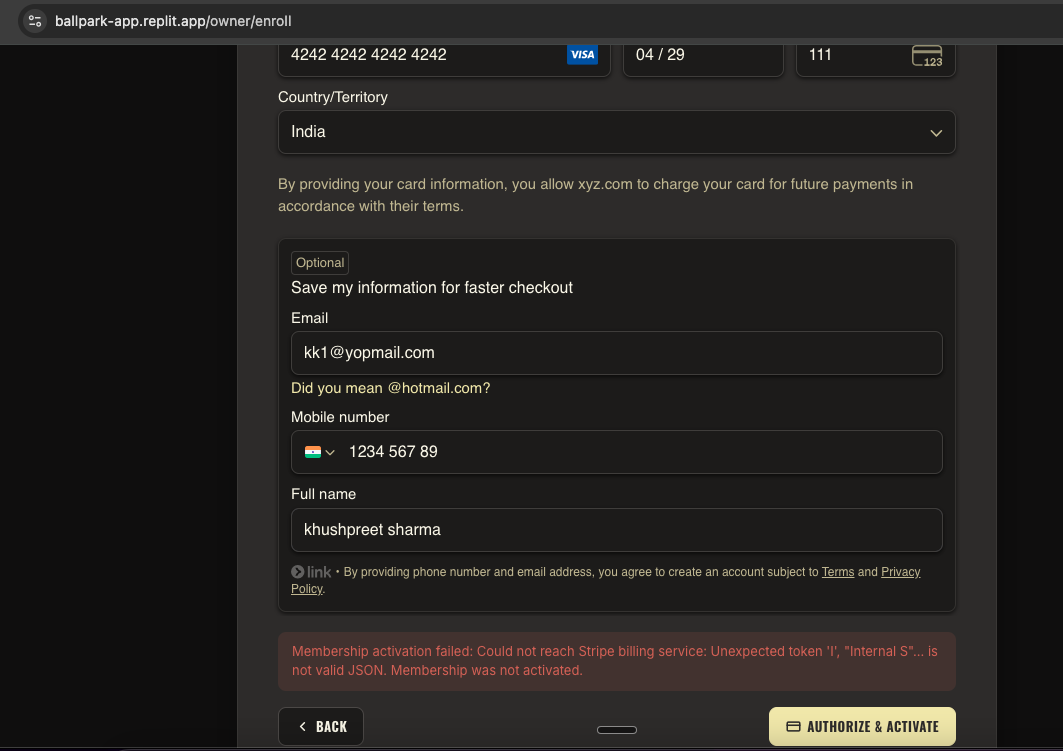 ballpark-app.replit.app/owner/enroll
4242 4242 4242 4242 VISA 04 / 29 111 123
Country/Territory
India
By providing your card information, you allow xyz.com to charge your card for future payments in
accordance with their terms.
Optional
Save my information for faster checkout
Email
kk1@yopmail.com
Did you mean @hotmail.com?
Mobile number
1234 567 89
Full name
khushpreet sharma
link • By providing phone number and email address, you agree to create an account subject to Terms and Privacy
Policy.
Membership activation failed: Could not reach Stripe billing service: Unexpected token 'I', "Internal S"... is
not valid JSON. Membership was not activated.
BACK AUTHORIZE & ACTIVATE